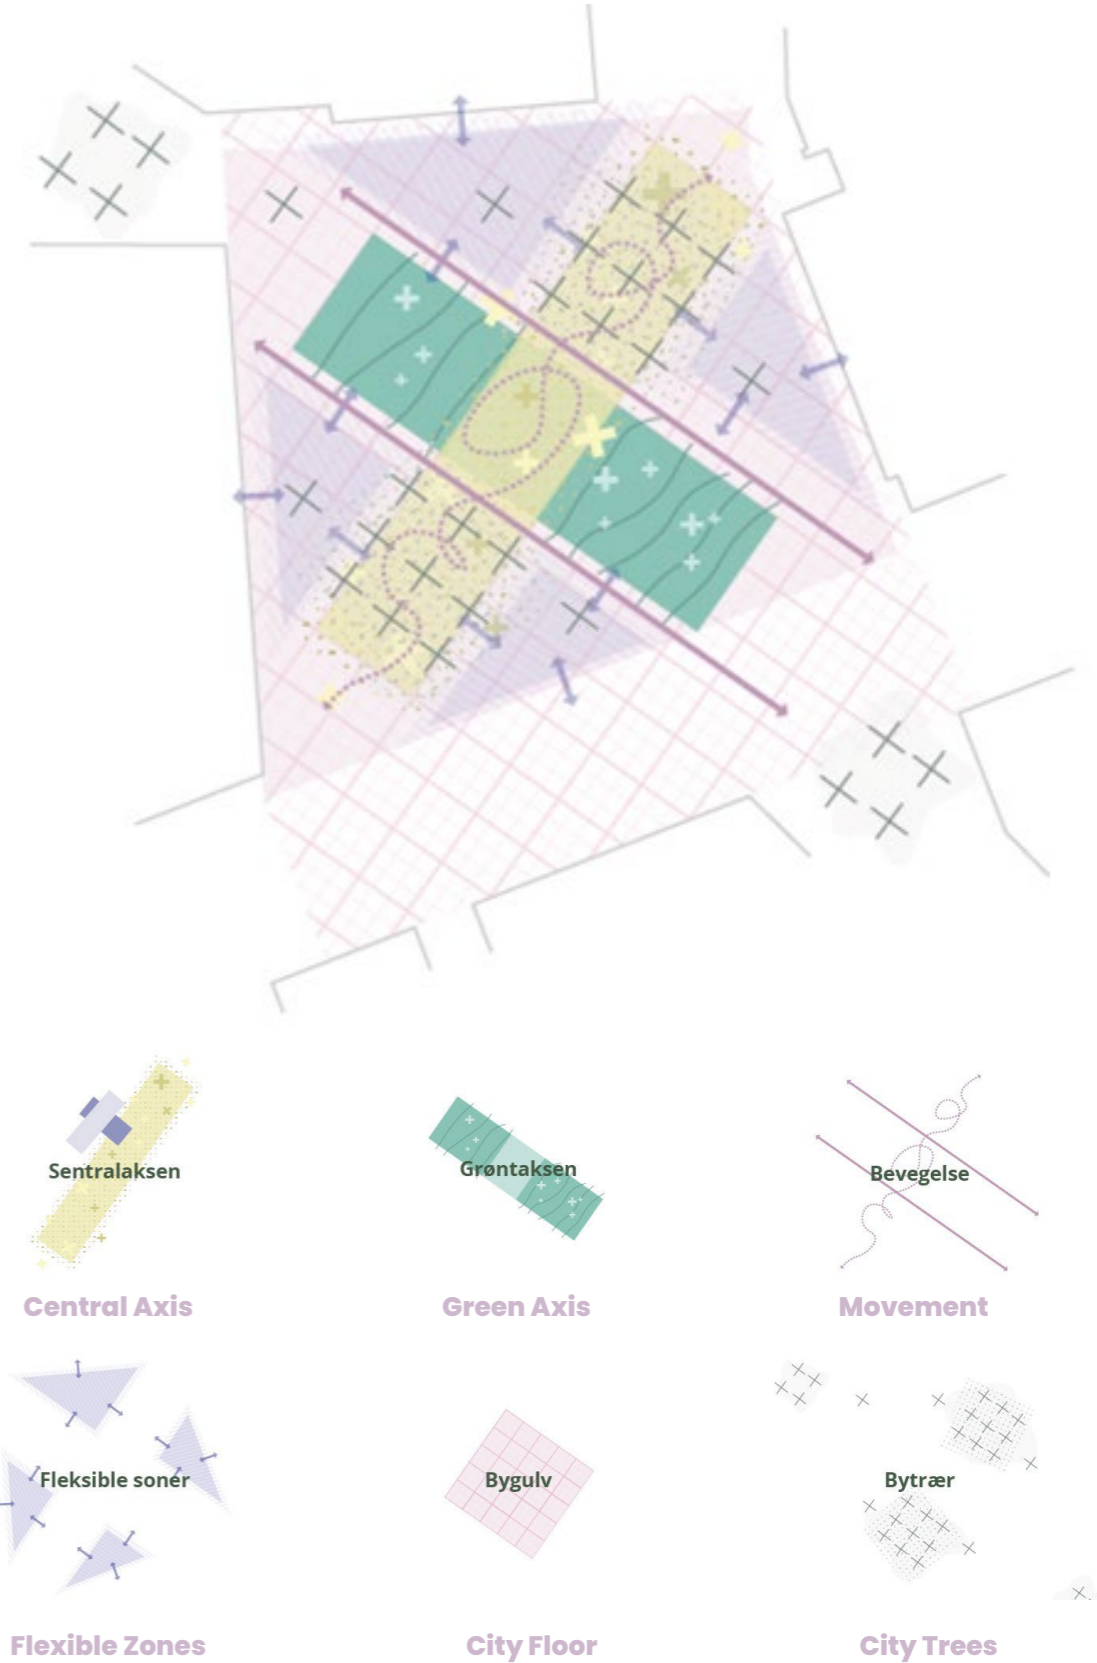 Sentralaksen
Grøntaksen
Bevegelse
Central Axis
Green Axis
Movement
Fleksible soner
Bygulv
Bytrær
Flexible Zones
City Floor
City Trees